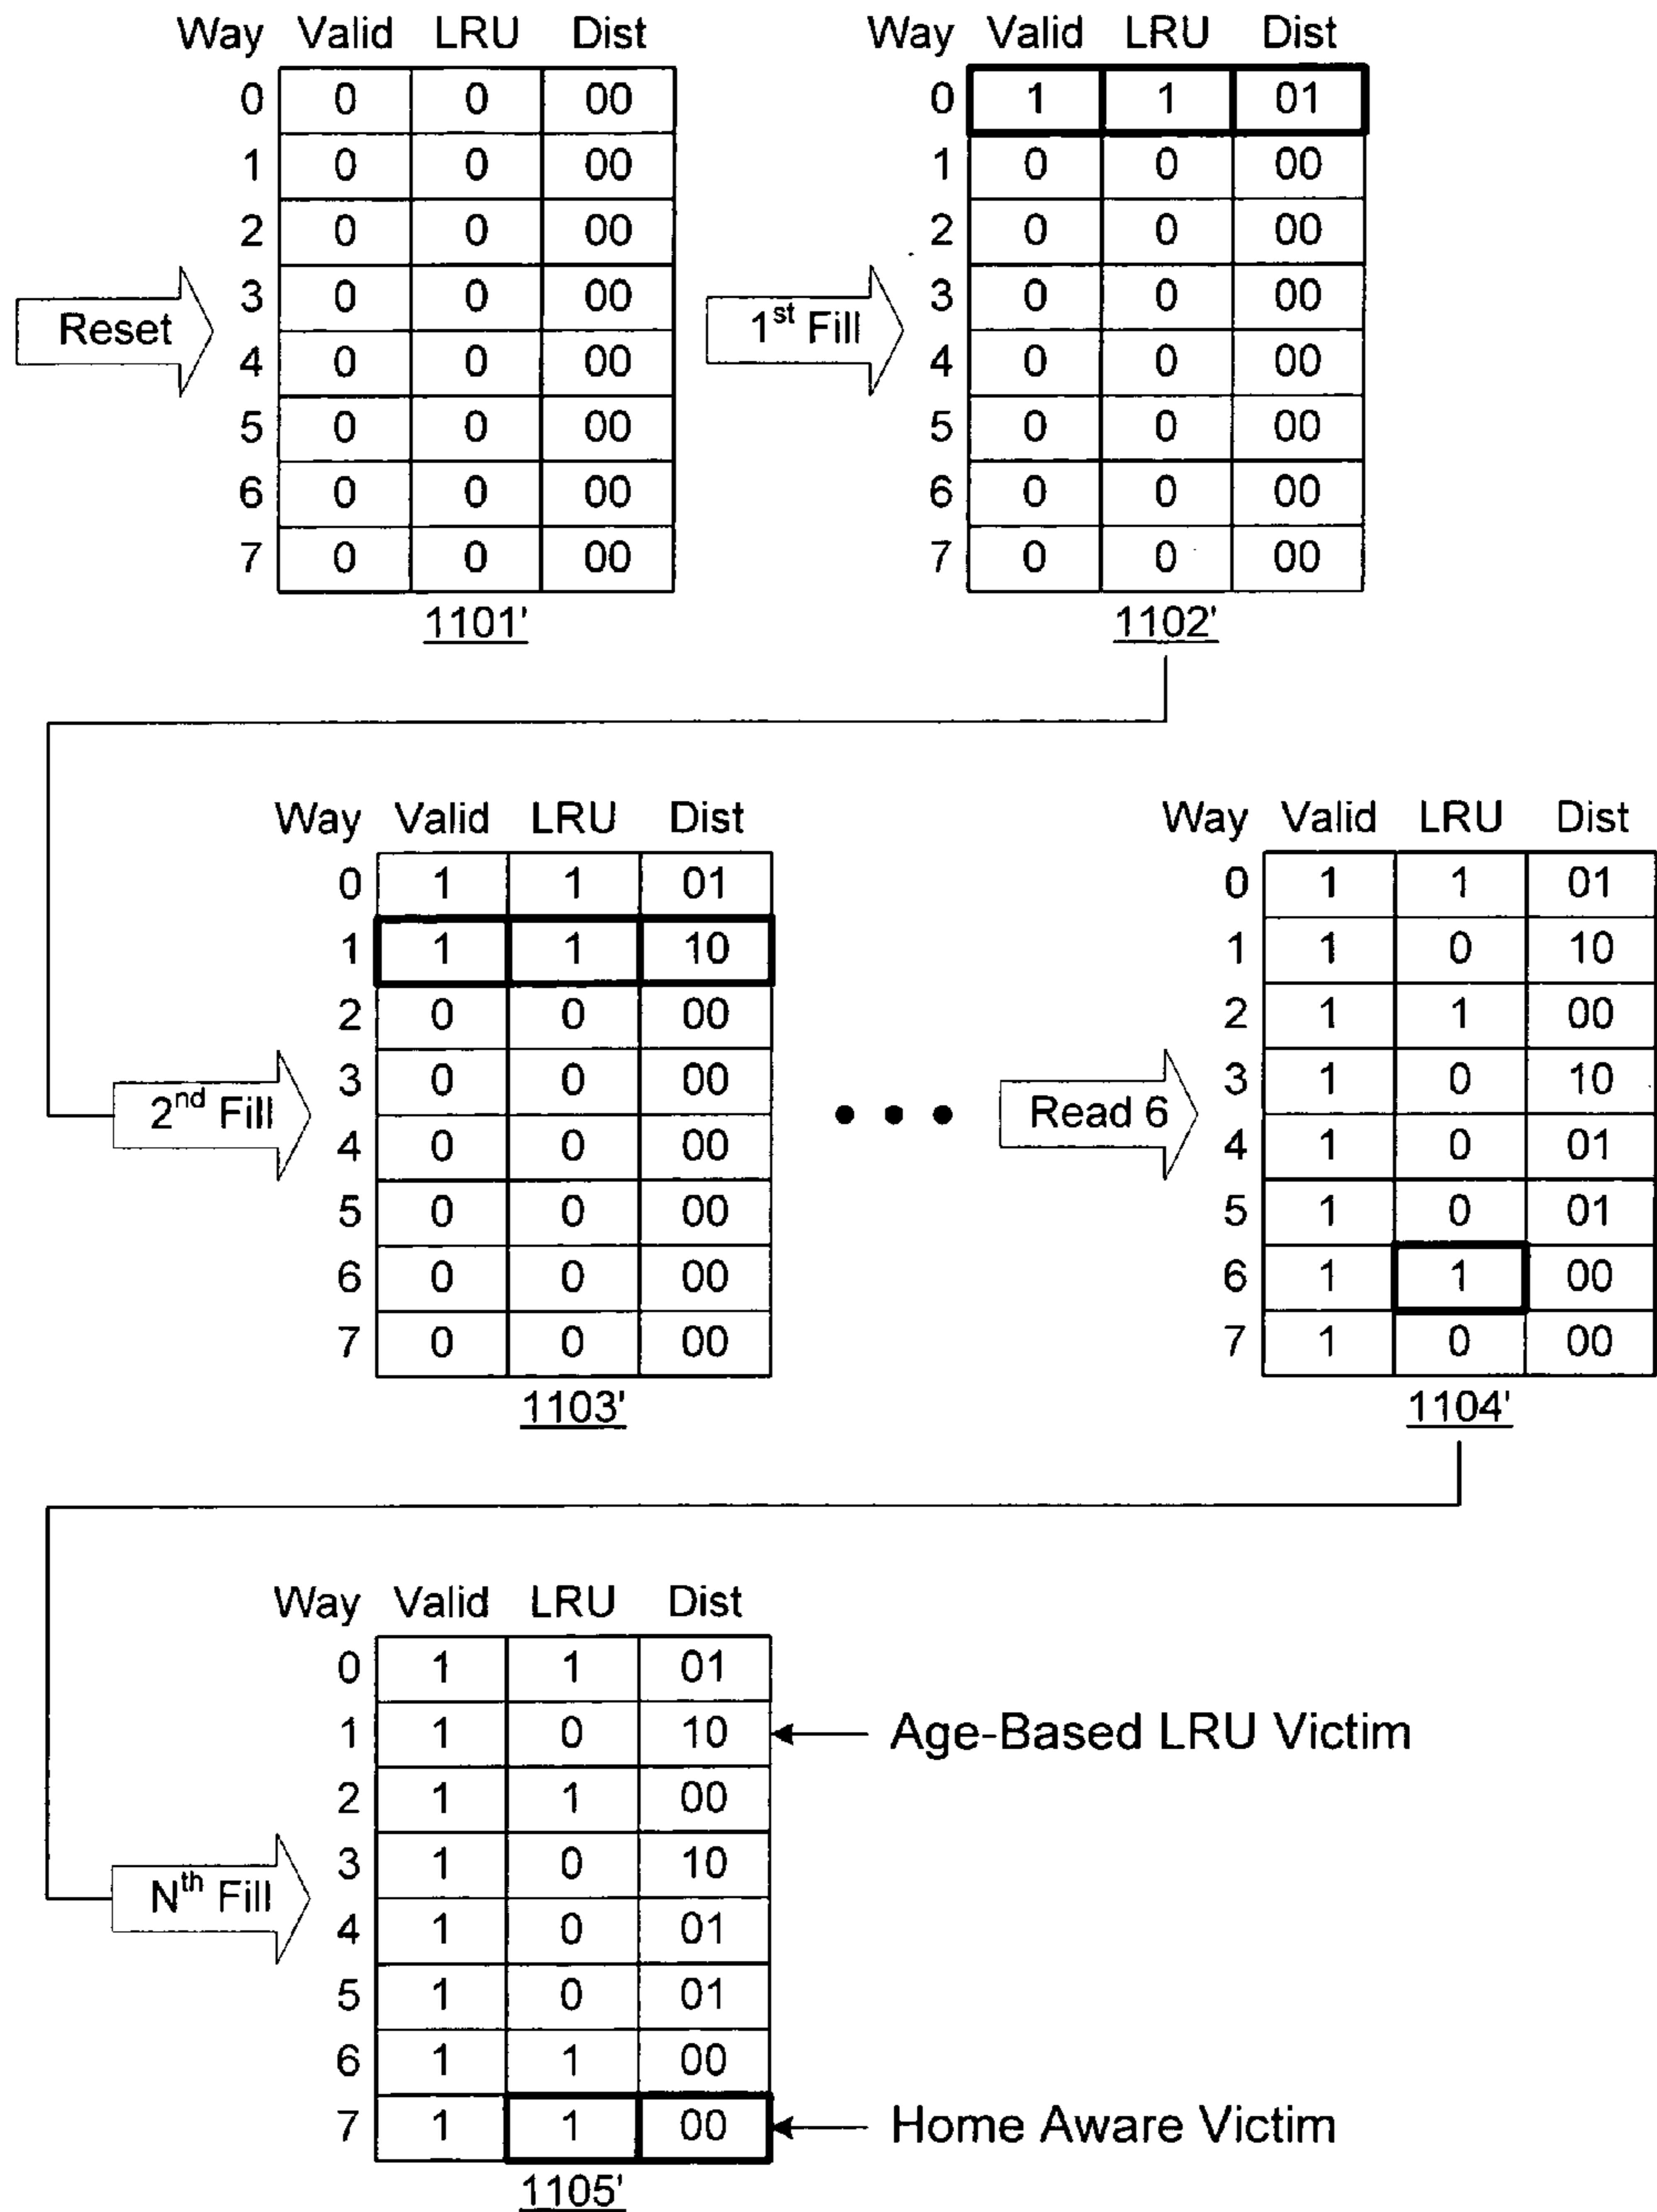 Way Valid LRU Dist
0 0 0 00
1 0 0 00
2 0 0 00
3 0 0 00
4 0 0 00
5 0 0 00
6 0 0 00
7 0 0 00
Reset
1101'
1st Fill
Way Valid LRU Dist
0 1 1 01
1 0 0 00
2 0 0 00
3 0 0 00
4 0 0 00
5 0 0 00
6 0 0 00
7 0 0 00
1102'
2nd Fill
Way Valid LRU Dist
0 1 1 01
1 1 1 10
2 0 0 00
3 0 0 00
4 0 0 00
5 0 0 00
6 0 0 00
7 0 0 00
1103'
Read 6
Way Valid LRU Dist
0 1 1 01
1 1 0 10
2 1 1 00
3 1 0 10
4 1 0 01
5 1 0 01
6 1 1 00
7 1 0 00
1104'
Nth Fill
Way Valid LRU Dist
0 1 1 01
1 1 0 10 Age-Based LRU Victim
2 1 1 00
3 1 0 10
4 1 0 01
5 1 0 01
6 1 1 00
7 1 1 00 Home Aware Victim
1105'